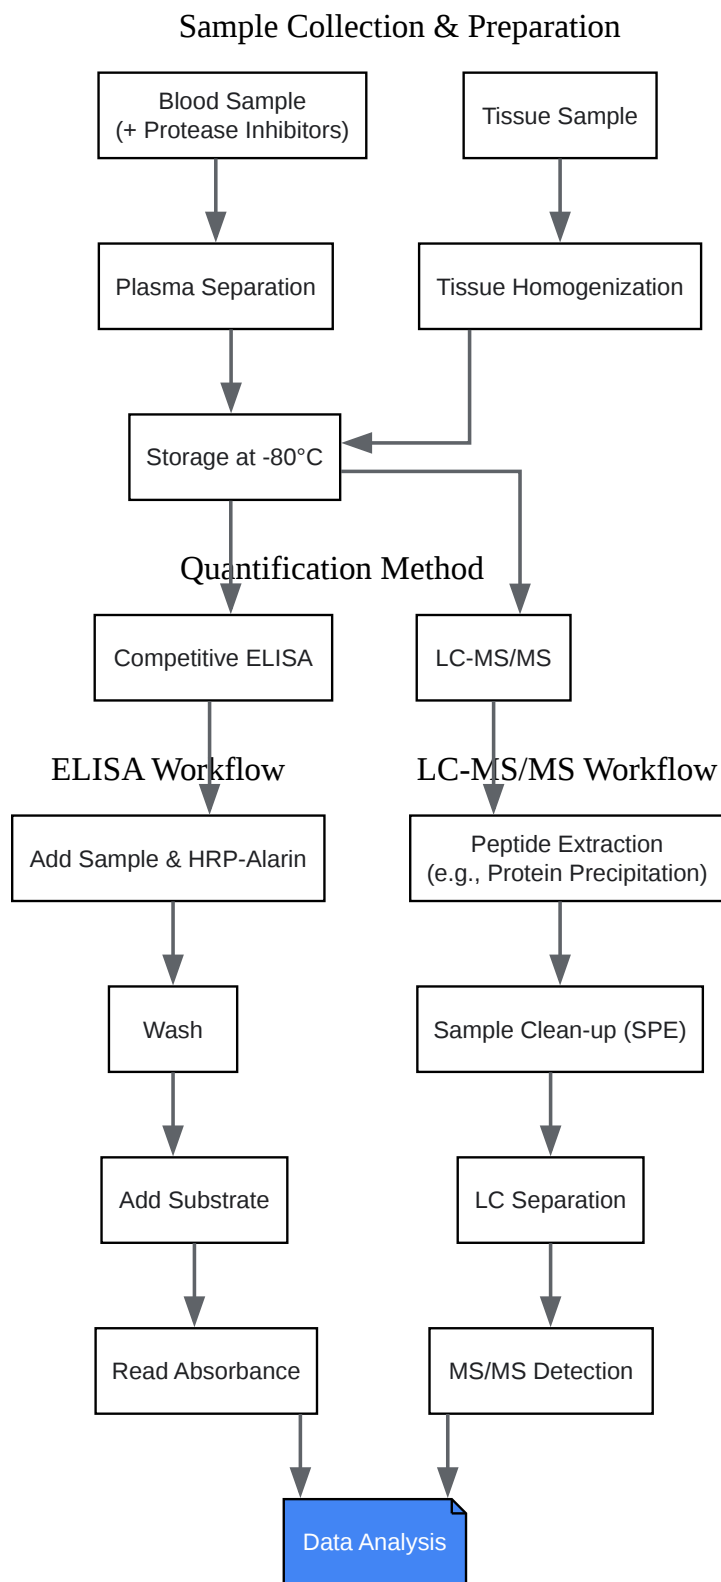 Sample Collection & Preparation
Blood Sample
(+ Protease Inhibitors)
Tissue Sample
Plasma Separation
Tissue Homogenization
Storage at -80°C
Quantification Method
Competitive ELISA
LC-MS/MS
ELISA Workflow
LC-MS/MS Workflow
Add Sample & HRP-Alarin
Peptide Extraction
(e.g., Protein Precipitation)
Wash
Sample Clean-up (SPE)
Add Substrate
LC Separation
Read Absorbance
MS/MS Detection
Data Analysis